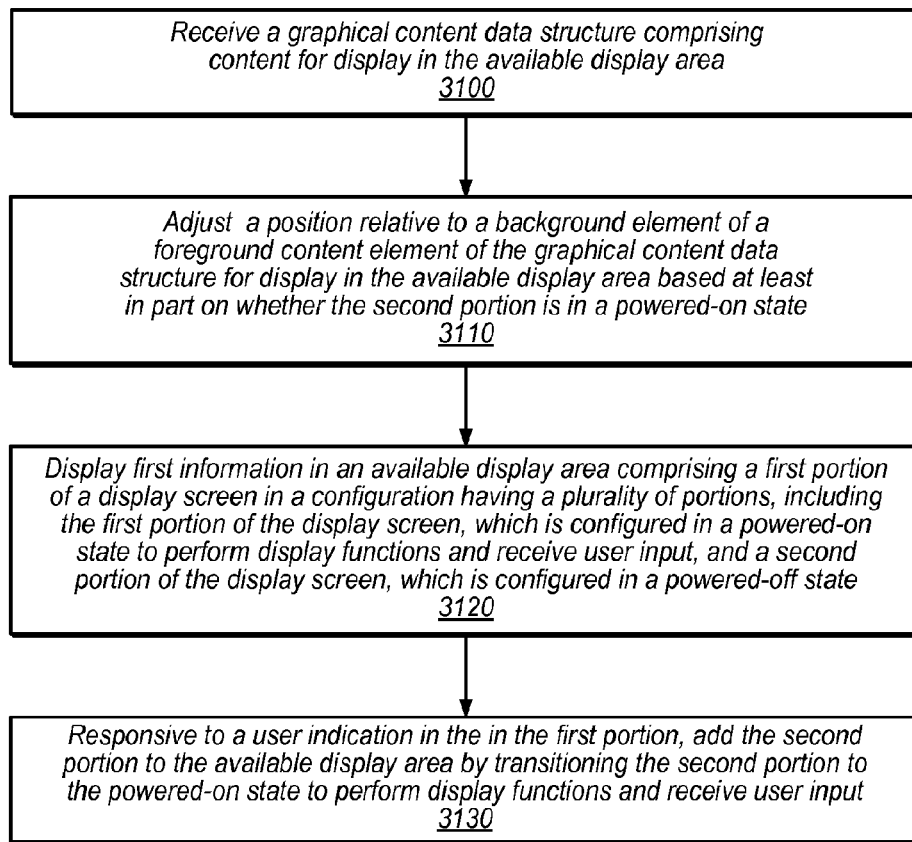 Receive a graphical content data structure comprising
content for display in the available display area
3100
Adjust a position relative to a background element of a
foreground content element of the graphical content data
structure for display in the available display area based at least
in part on whether the second portion is in a powered-on state
3110
Display first information in an available display area comprising a first portion
of a display screen in a configuration having a plurality of portions, including
the first portion of the display screen, which is configured in a powered-on
state to perform display functions and receive user input, and a second
portion of the display screen, which is configured in a powered-off state
3120
Responsive to a user indication in the in the first portion, add the second
portion to the available display area by transitioning the second portion to
the powered-on state to perform display functions and receive user input
3130